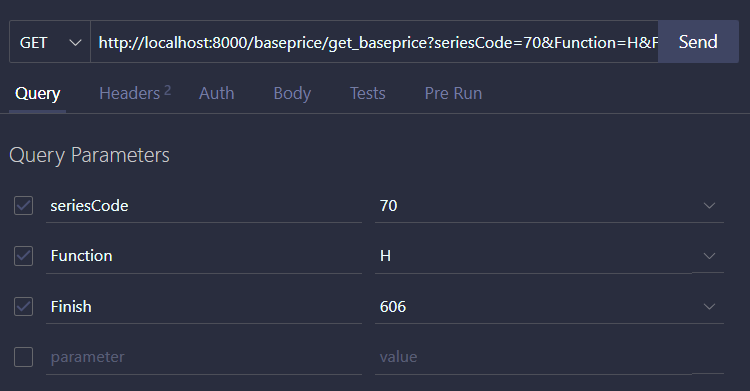 GET http://localhost:8000/baseprice/get_baseprice?seriesCode=70&Function=H&F Send
Query Headers 2 Auth Body Tests Pre Run
Query Parameters
seriesCode 70
Function H
Finish 606
parameter value